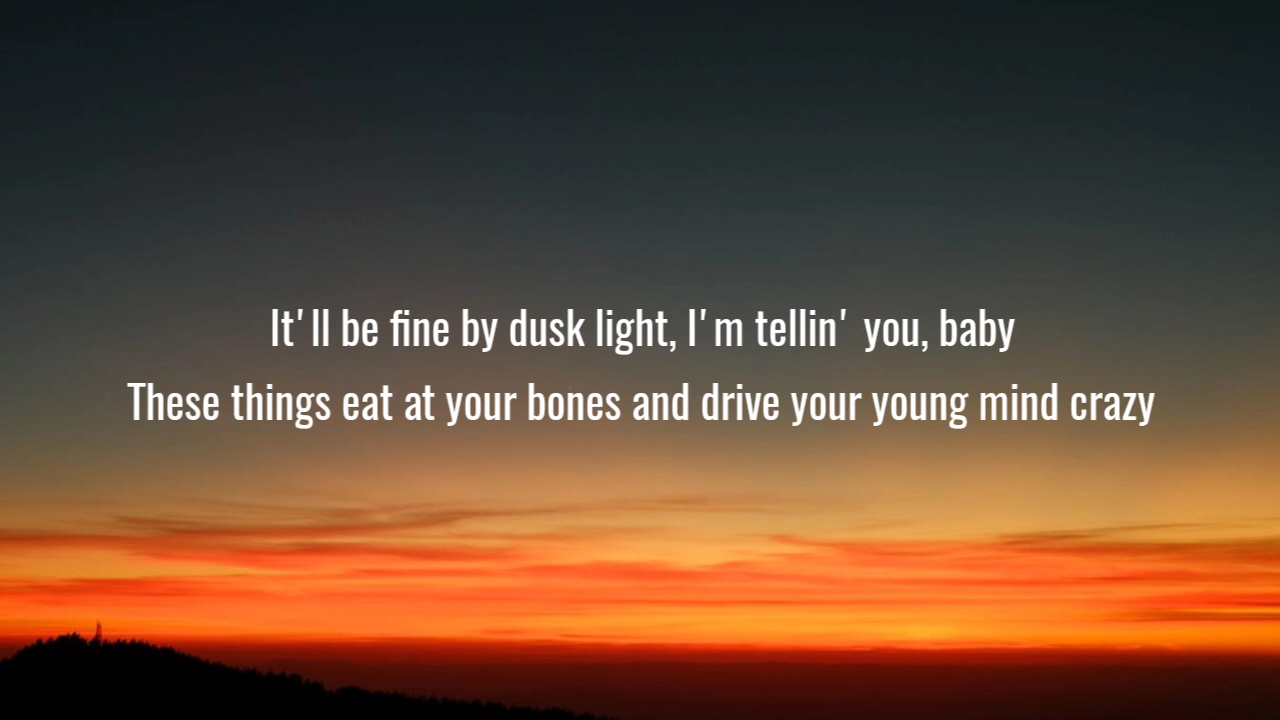 It'll be fine by dusk light, I'm tellin' you, baby
These things eat at your bones and drive your young mind crazy